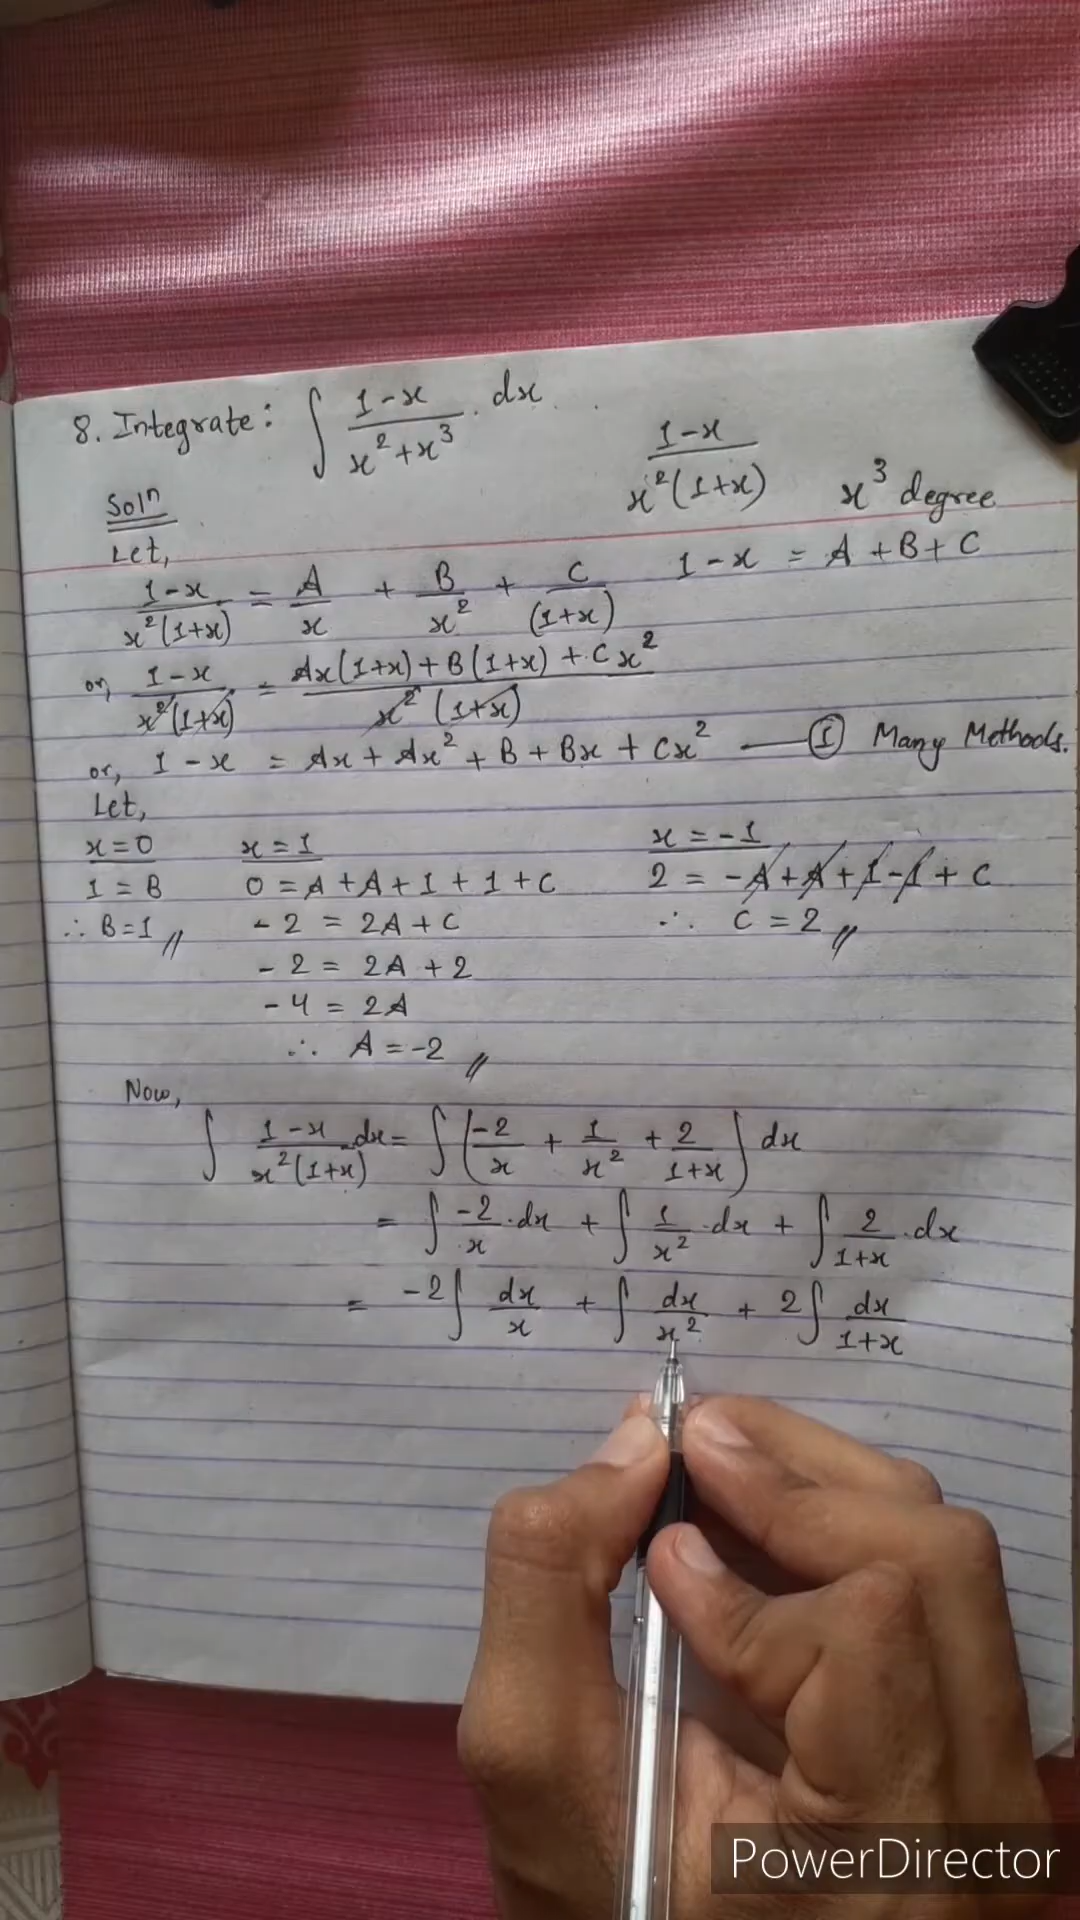 8. Integrate: ∫ (1-x)/(x²+x³) . dx
(1-x)/(x²(1+x)) x³ degree
Solⁿ
Let,
1-x = A+B+C
(1-x)/(x²(1+x)) = A/x + B/x² + C/(1+x)
or, (1-x)/(x²(1+x)) = (Ax(1+x)+B(1+x)+Cx²)/(x²(1+x))
or, 1-x = Ax+Ax²+B+Bx+Cx² —— (I) Many Methods.
Let,
x=0 x=1 x=-1
1=B 0=A+A+1+1+C 2=-A+A+1-1+C
∴ B=1 // -2=2A+C ∴ C=2 //
-2=2A+2
-4=2A
∴ A=-2 //
Now,
∫ (1-x)/(x²(1+x)) dx = ∫ (-2/x + 1/x² + 2/(1+x)) dx
= ∫ -2/x . dx + ∫ 1/x² . dx + ∫ 2/(1+x) . dx
= -2∫ dx/x + ∫ dx/x² + 2∫ dx/(1+x)
PowerDirector